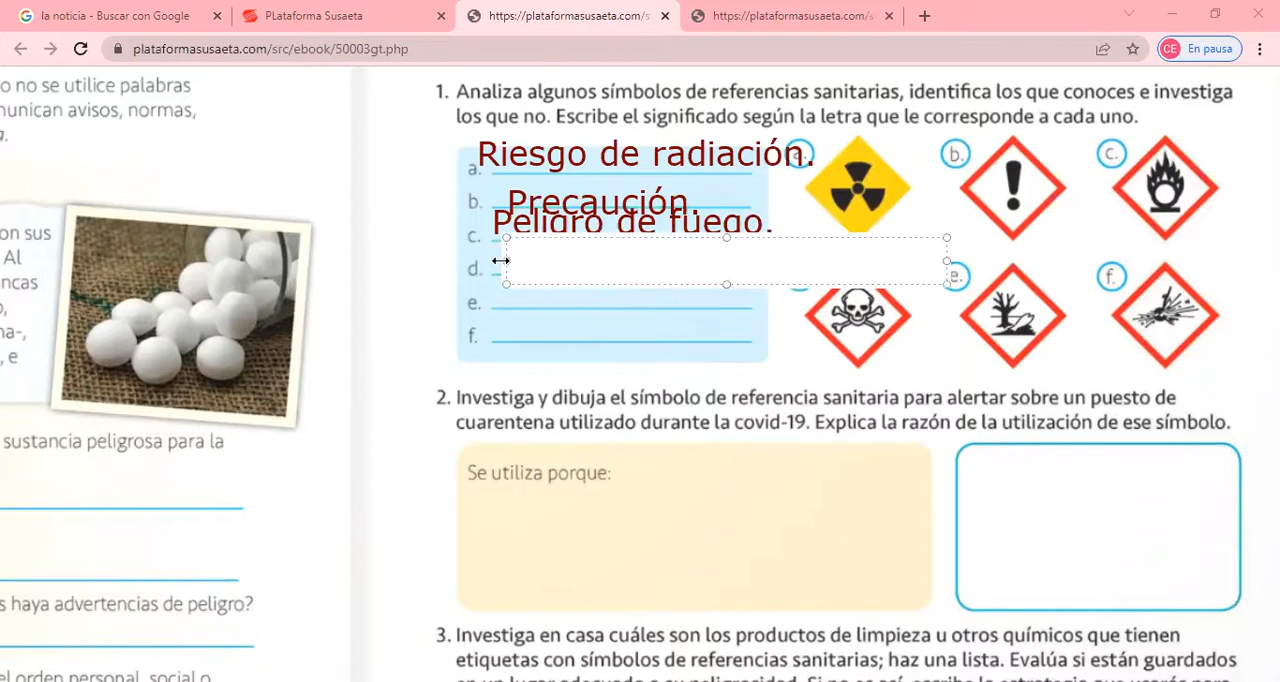 la noticia - Buscar con Google
PLataforma Susaeta
https://plataformasusaeta.com/s
https://plataformasusaeta.com/s
plataformasusaeta.com/src/ebook/50003gt.php
CE
En pausa
o no se utilice palabras
munican avisos, normas,
a.
on sus
Al
ncas
o,
na-,
, e
sustancia peligrosa para la
s haya advertencias de peligro?
el orden personal, social o
1. Analiza algunos símbolos de referencias sanitarias, identifica los que conoces e investiga
los que no. Escribe el significado según la letra que le corresponde a cada uno.
a. Riesgo de radiación.
b. Precaución.
c. Peligro de fuego.
d.
e.
f.
a.
b.
c.
e.
f.
2. Investiga y dibuja el símbolo de referencia sanitaria para alertar sobre un puesto de
cuarentena utilizado durante la covid-19. Explica la razón de la utilización de ese símbolo.
Se utiliza porque:
3. Investiga en casa cuáles son los productos de limpieza u otros químicos que tienen
etiquetas con símbolos de referencias sanitarias; haz una lista. Evalúa si están guardados